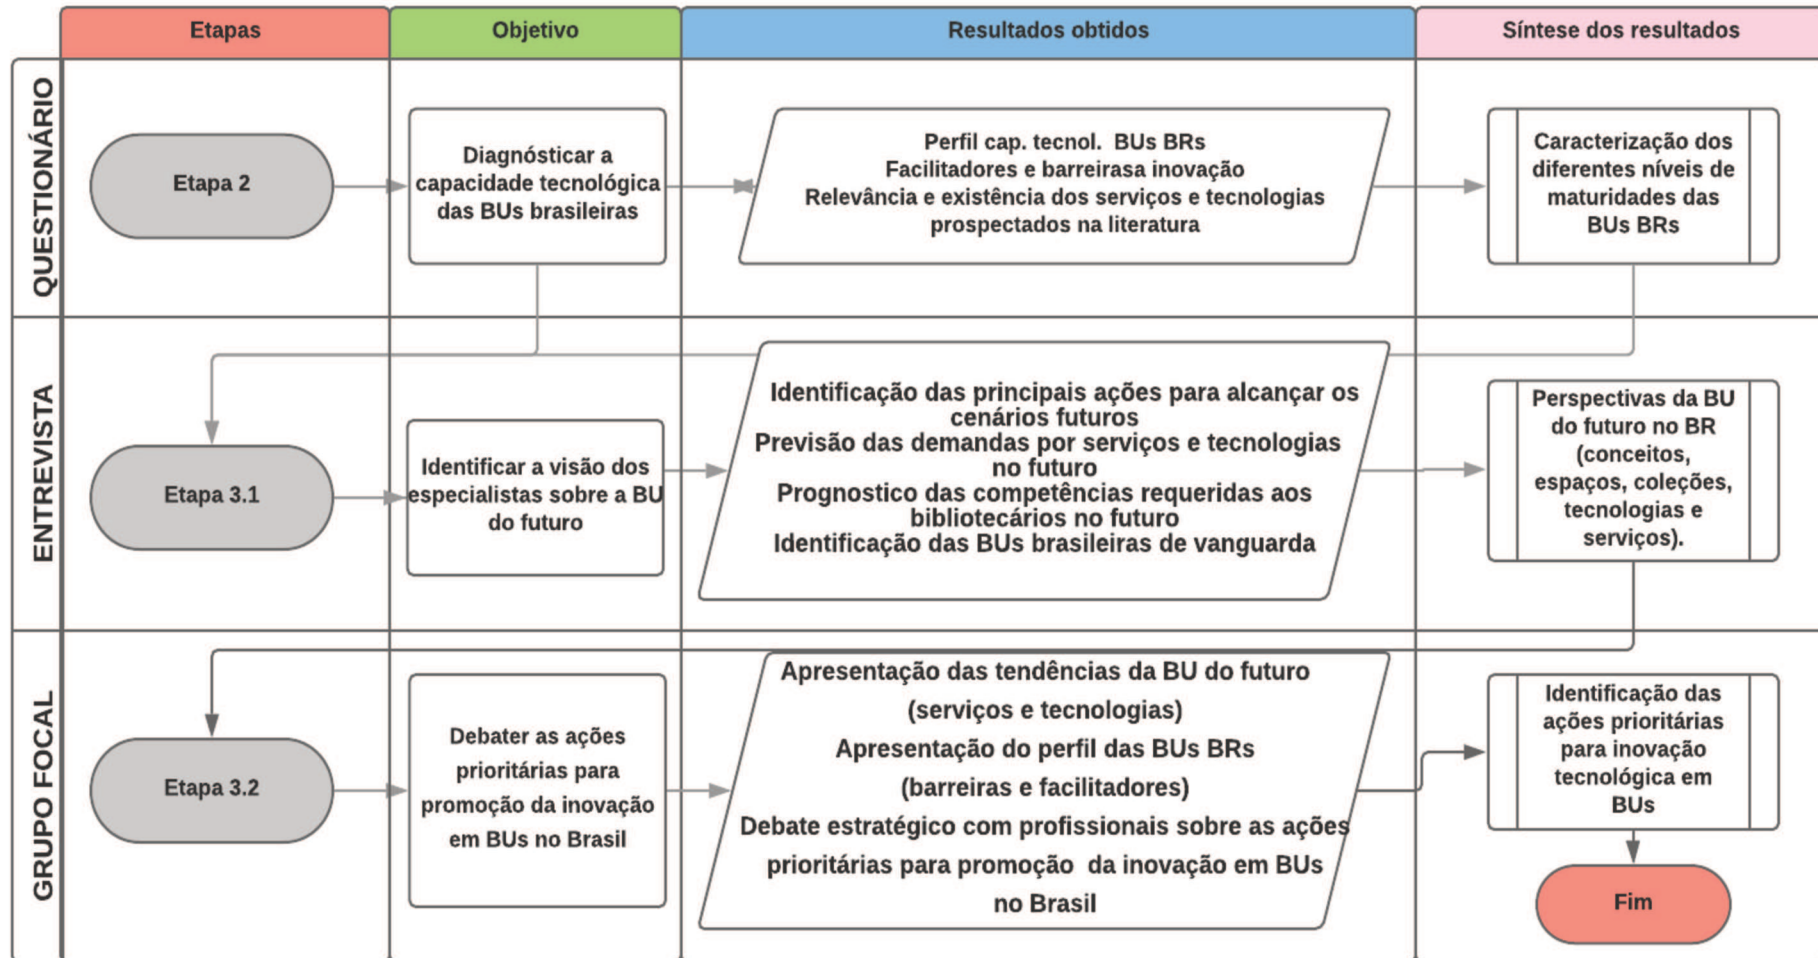 Etapas
Objetivo
Resultados obtidos
Síntese dos resultados
QUESTIONÁRIO
Etapa 2
Diagnósticar a
capacidade tecnológica
das BUs brasileiras
Perfil cap. tecnol. BUs BRs
Facilitadores e barreirasa inovação
Relevância e existência dos serviços e tecnologias
prospectados na literatura
Caracterização dos
diferentes níveis de
maturidades das
BUs BRs
ENTREVISTA
Etapa 3.1
Identificar a visão dos
especialistas sobre a BU
do futuro
Identificação das principais ações para alcançar os
cenários futuros
Previsão das demandas por serviços e tecnologias
no futuro
Prognostico das competências requeridas aos
bibliotecários no futuro
Identificação das BUs brasileiras de vanguarda
Perspectivas da BU
do futuro no BR
(conceitos,
espaços, coleções,
tecnologias e
serviços).
GRUPO FOCAL
Etapa 3.2
Debater as ações
prioritárias para
promoção da inovação
em BUs no Brasil
Apresentação das tendências da BU do futuro
(serviços e tecnologias)
Apresentação do perfil das BUs BRs
(barreiras e facilitadores)
Debate estratégico com profissionais sobre as ações
prioritárias para promoção da inovação em BUs
no Brasil
Identificação das
ações prioritárias
para inovação
tecnológica em
BUs
Fim